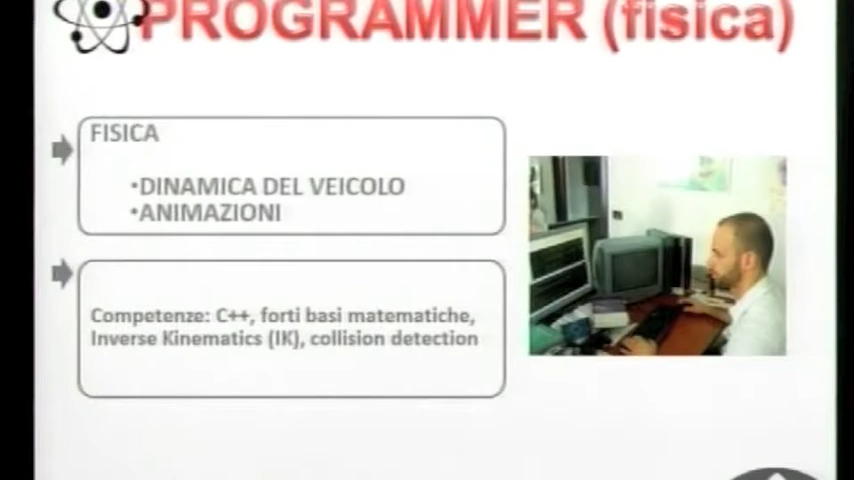 PROGRAMMER (fisica)
FISICA
•DINAMICA DEL VEICOLO
•ANIMAZIONI
Competenze: C++, forti basi matematiche,
Inverse Kinematics (IK), collision detection